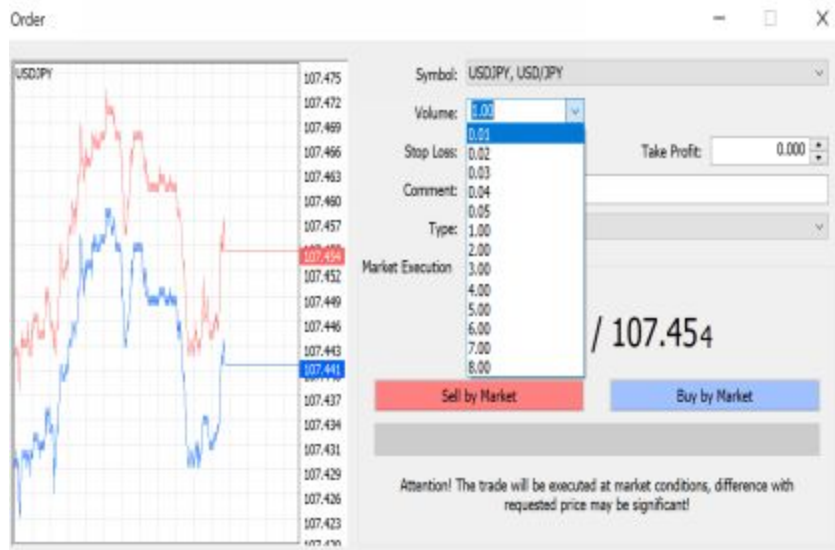 Order
USDJPY
107.475
107.472
107.469
107.466
107.463
107.460
107.457
107.454
107.452
107.449
107.446
107.443
107.441
107.437
107.434
107.431
107.429
107.426
107.423
Symbol: USDJPY, USD/JPY
Volume: 1.00
0.01
Stop Loss: 0.02 Take Profit: 0.000
0.03
Comment: 0.04
0.05
Type: 1.00
2.00
Market Execution 3.00
4.00
5.00
6.00
/ 107.454
7.00
8.00
Sell by Market Buy by Market
Attention! The trade will be executed at market conditions, difference with
requested price may be significant!